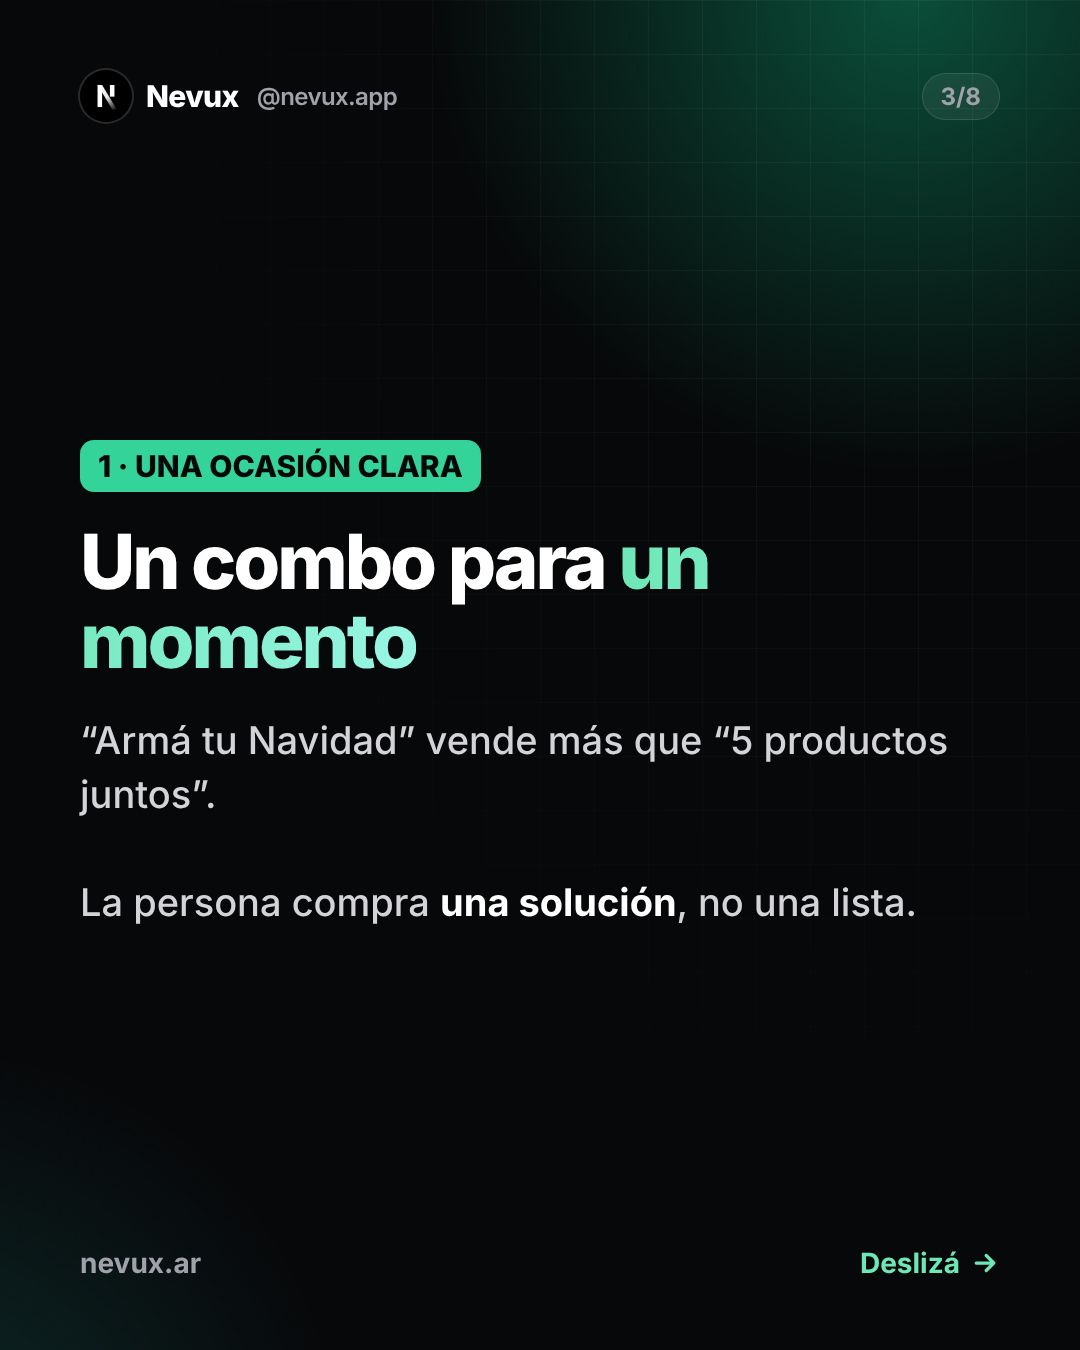 N Nevux @nevux.app 3/8
1 · UNA OCASIÓN CLARA
Un combo para un
momento
“Armá tu Navidad” vende más que “5 productos
juntos”.
La persona compra una solución, no una lista.
nevux.ar Deslizá →